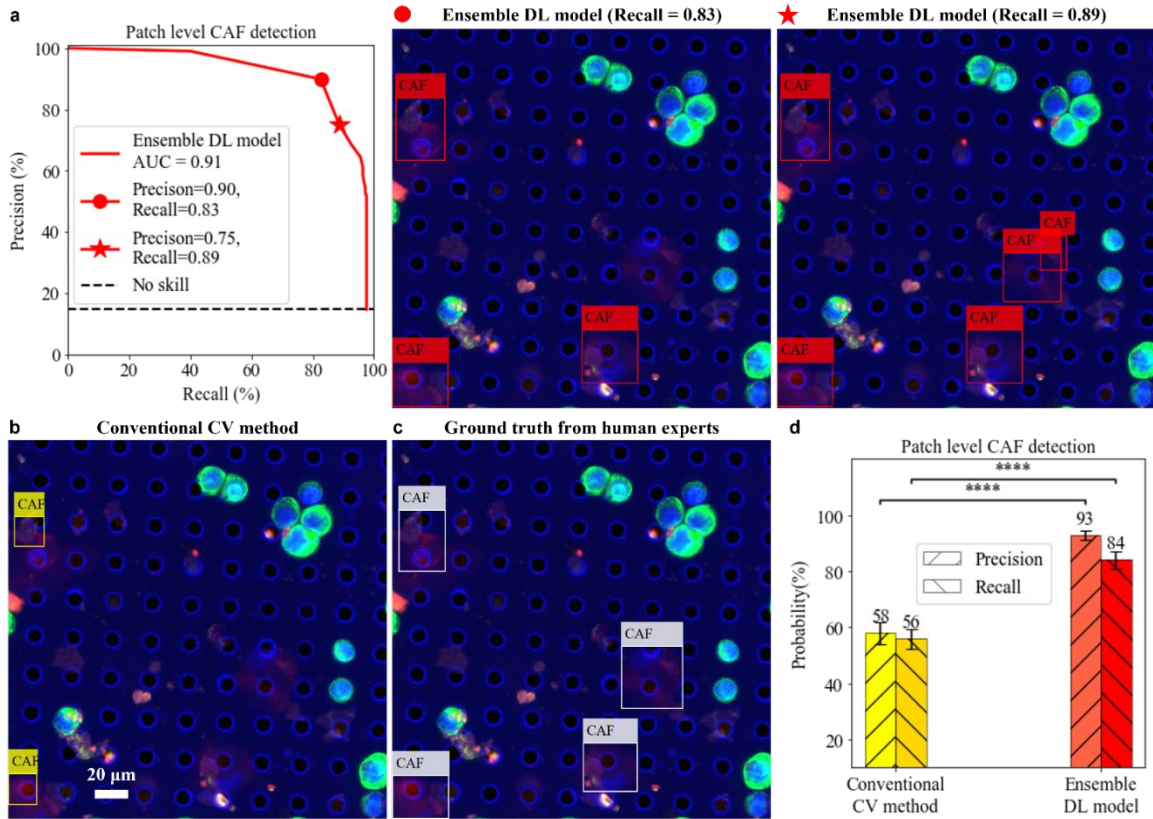 a
Patch level CAF detection
Precision (%)
100
80
60
40
20
0
Ensemble DL model
AUC = 0.91
Precison=0.90,
Recall=0.83
Precison=0.75,
Recall=0.89
No skill
0 20 40 60 80 100
Recall (%)
Ensemble DL model (Recall = 0.83)
CAF
CAF
CAF
Ensemble DL model (Recall = 0.89)
CAF
CAF
CAF
CAF
CAF
b Conventional CV method
CAF
CAF
20 µm
c Ground truth from human experts
CAF
CAF
CAF
CAF
d
Patch level CAF detection
****
****
Probability(%)
100
80
60
40
20
93
84
58
56
Precision
Recall
Conventional
CV method
Ensemble
DL model